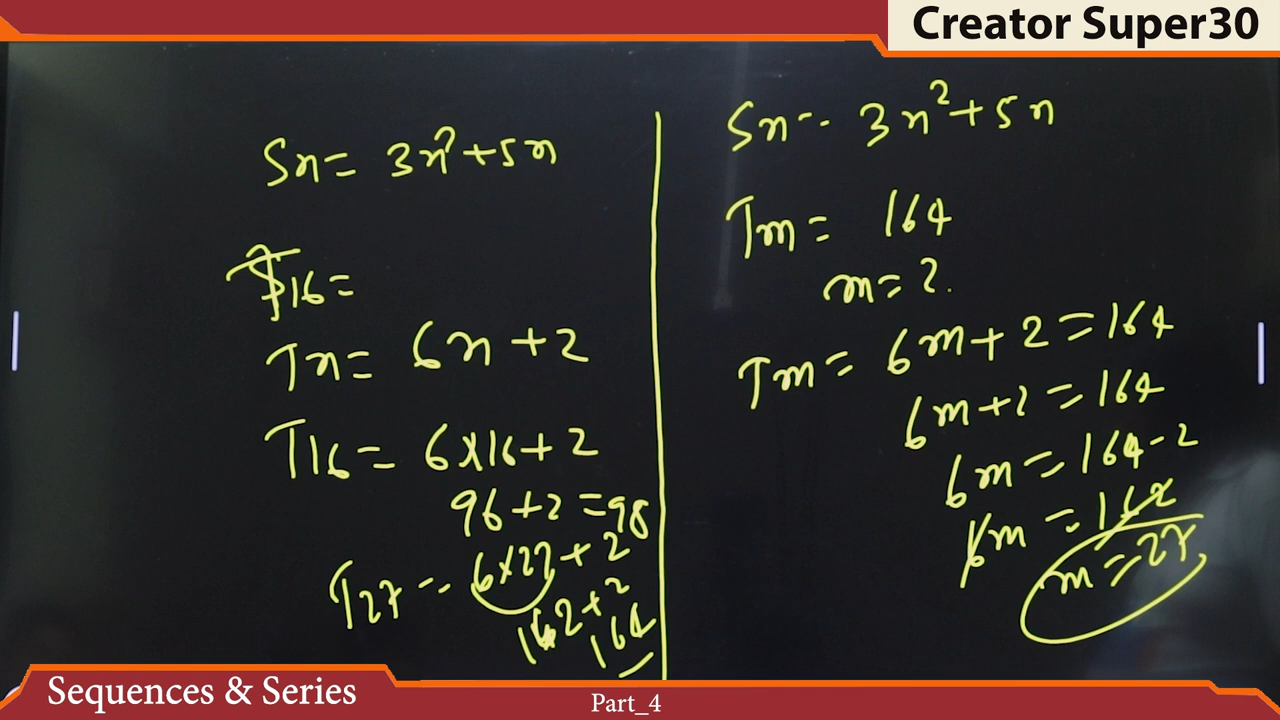 Creator Super30
Sn = 3n²+5n
T16 =
Tn = 6n+2
T16 = 6×16+2
96+2 =98
T27 = 6×27+2
162+2
164
Sn = 3n²+5n
Tm = 164
m = ?
Tm = 6m+2 = 164
6m+2 = 164
6m = 164-2
6m = 162
m = 27
Sequences & Series
Part_4